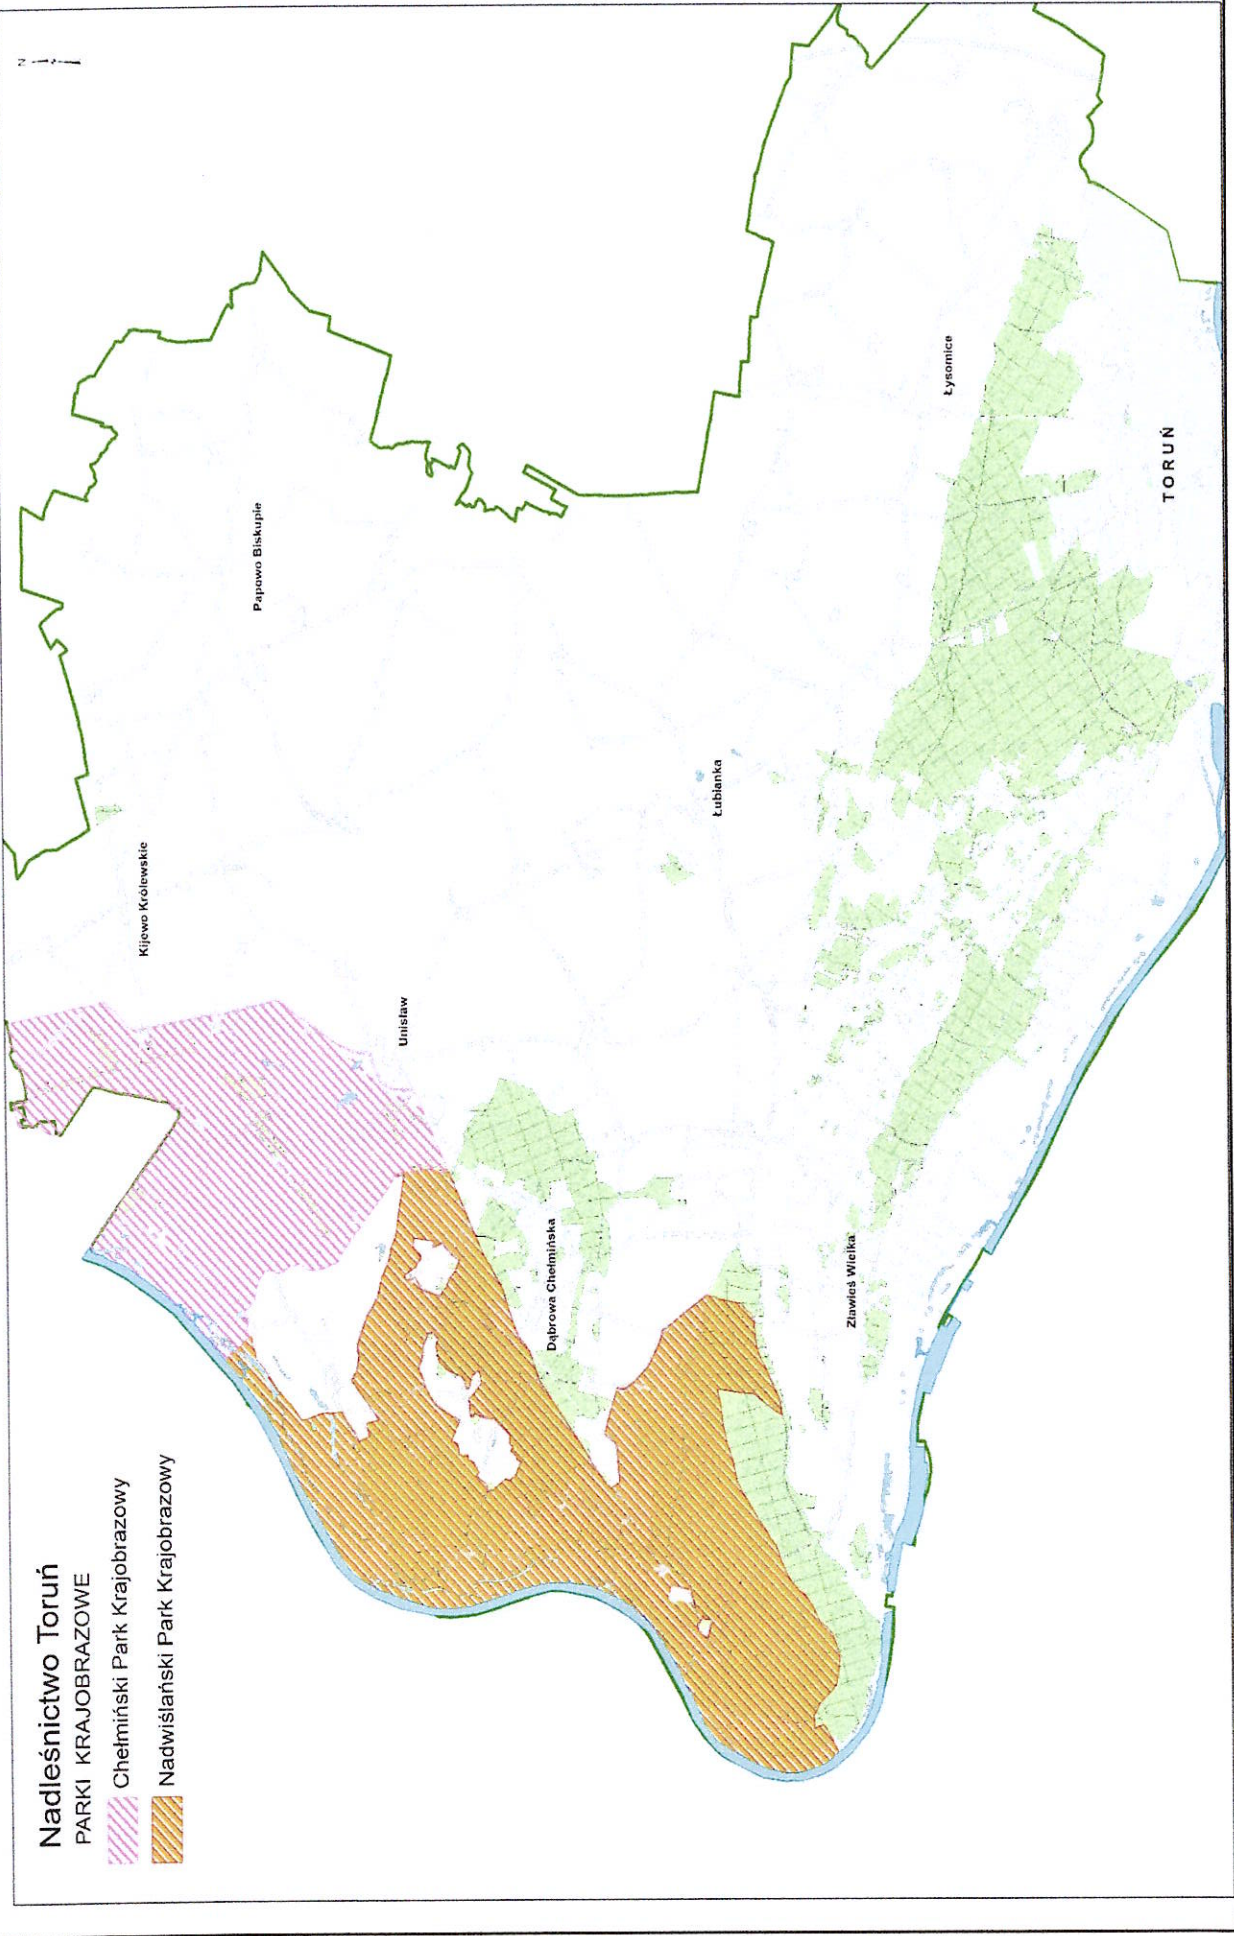 Nadleśnictwo Toruń
PARKI KRAJOBRAZOWE
Chełmiński Park Krajobrazowy
Nadwiślański Park Krajobrazowy
N
Kijewo Królewskie
Papowo Biskupie
Unisław
Dąbrowa Chełmińska
Łubianka
Zławieś Wielka
Łysomice
TORUŃ